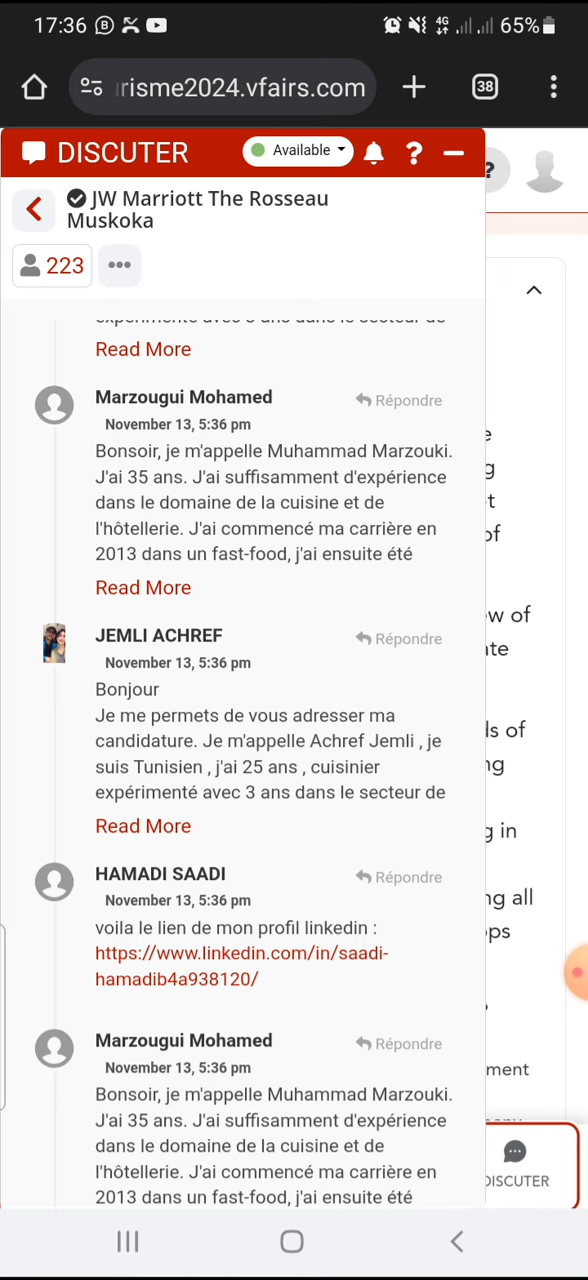 17:36
4G
65%
risme2024.vfairs.com
38
DISCUTER
Available
?
?
JW Marriott The Rosseau
Muskoka
223
Read More
Marzougui Mohamed
Répondre
November 13, 5:36 pm
Bonsoir, je m'appelle Muhammad Marzouki.
J'ai 35 ans. J'ai suffisamment d'expérience
dans le domaine de la cuisine et de
l'hôtellerie. J'ai commencé ma carrière en
2013 dans un fast-food, j'ai ensuite été
Read More
JEMLI ACHREF
Répondre
November 13, 5:36 pm
Bonjour
Je me permets de vous adresser ma
candidature. Je m'appelle Achref Jemli , je
suis Tunisien , j'ai 25 ans , cuisinier
expérimenté avec 3 ans dans le secteur de
Read More
HAMADI SAADI
Répondre
November 13, 5:36 pm
voila le lien de mon profil linkedin :
https://www.linkedin.com/in/saadi-
hamadib4a938120/
Marzougui Mohamed
Répondre
November 13, 5:36 pm
Bonsoir, je m'appelle Muhammad Marzouki.
J'ai 35 ans. J'ai suffisamment d'expérience
dans le domaine de la cuisine et de
l'hôtellerie. J'ai commencé ma carrière en
2013 dans un fast-food, j'ai ensuite été
DISCUTER